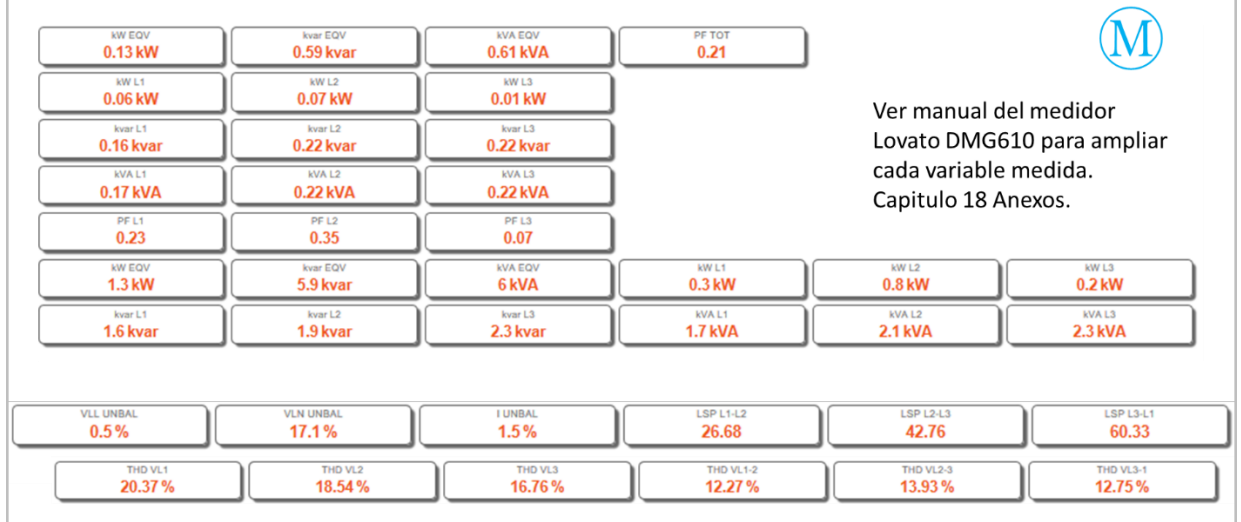 kW EQV kvar EQV kVA EQV PF TOT
0.13 kW 0.59 kvar 0.61 kVA 0.21
M
kW L1 kW L2 kW L3
0.06 kW 0.07 kW 0.01 kW
Ver manual del medidor
Lovato DMG610 para ampliar
cada variable medida.
Capitulo 18 Anexos.
kvar L1 kvar L2 kvar L3
0.16 kvar 0.22 kvar 0.22 kvar
kVA L1 kVA L2 kVA L3
0.17 kVA 0.22 kVA 0.22 kVA
PF L1 PF L2 PF L3
0.23 0.35 0.07
kW EQV kvar EQV kVA EQV kW L1 kW L2 kW L3
1.3 kW 5.9 kvar 6 kVA 0.3 kW 0.8 kW 0.2 kW
kvar L1 kvar L2 kvar L3 kVA L1 kVA L2 kVA L3
1.6 kvar 1.9 kvar 2.3 kvar 1.7 kVA 2.1 kVA 2.3 kVA
VLL UNBAL VLN UNBAL I UNBAL LSP L1-L2 LSP L2-L3 LSP L3-L1
0.5 % 17.1 % 1.5 % 26.68 42.76 60.33
THD VL1 THD VL2 THD VL3 THD VL1-2 THD VL2-3 THD VL3-1
20.37 % 18.54 % 16.76 % 12.27 % 13.93 % 12.75 %